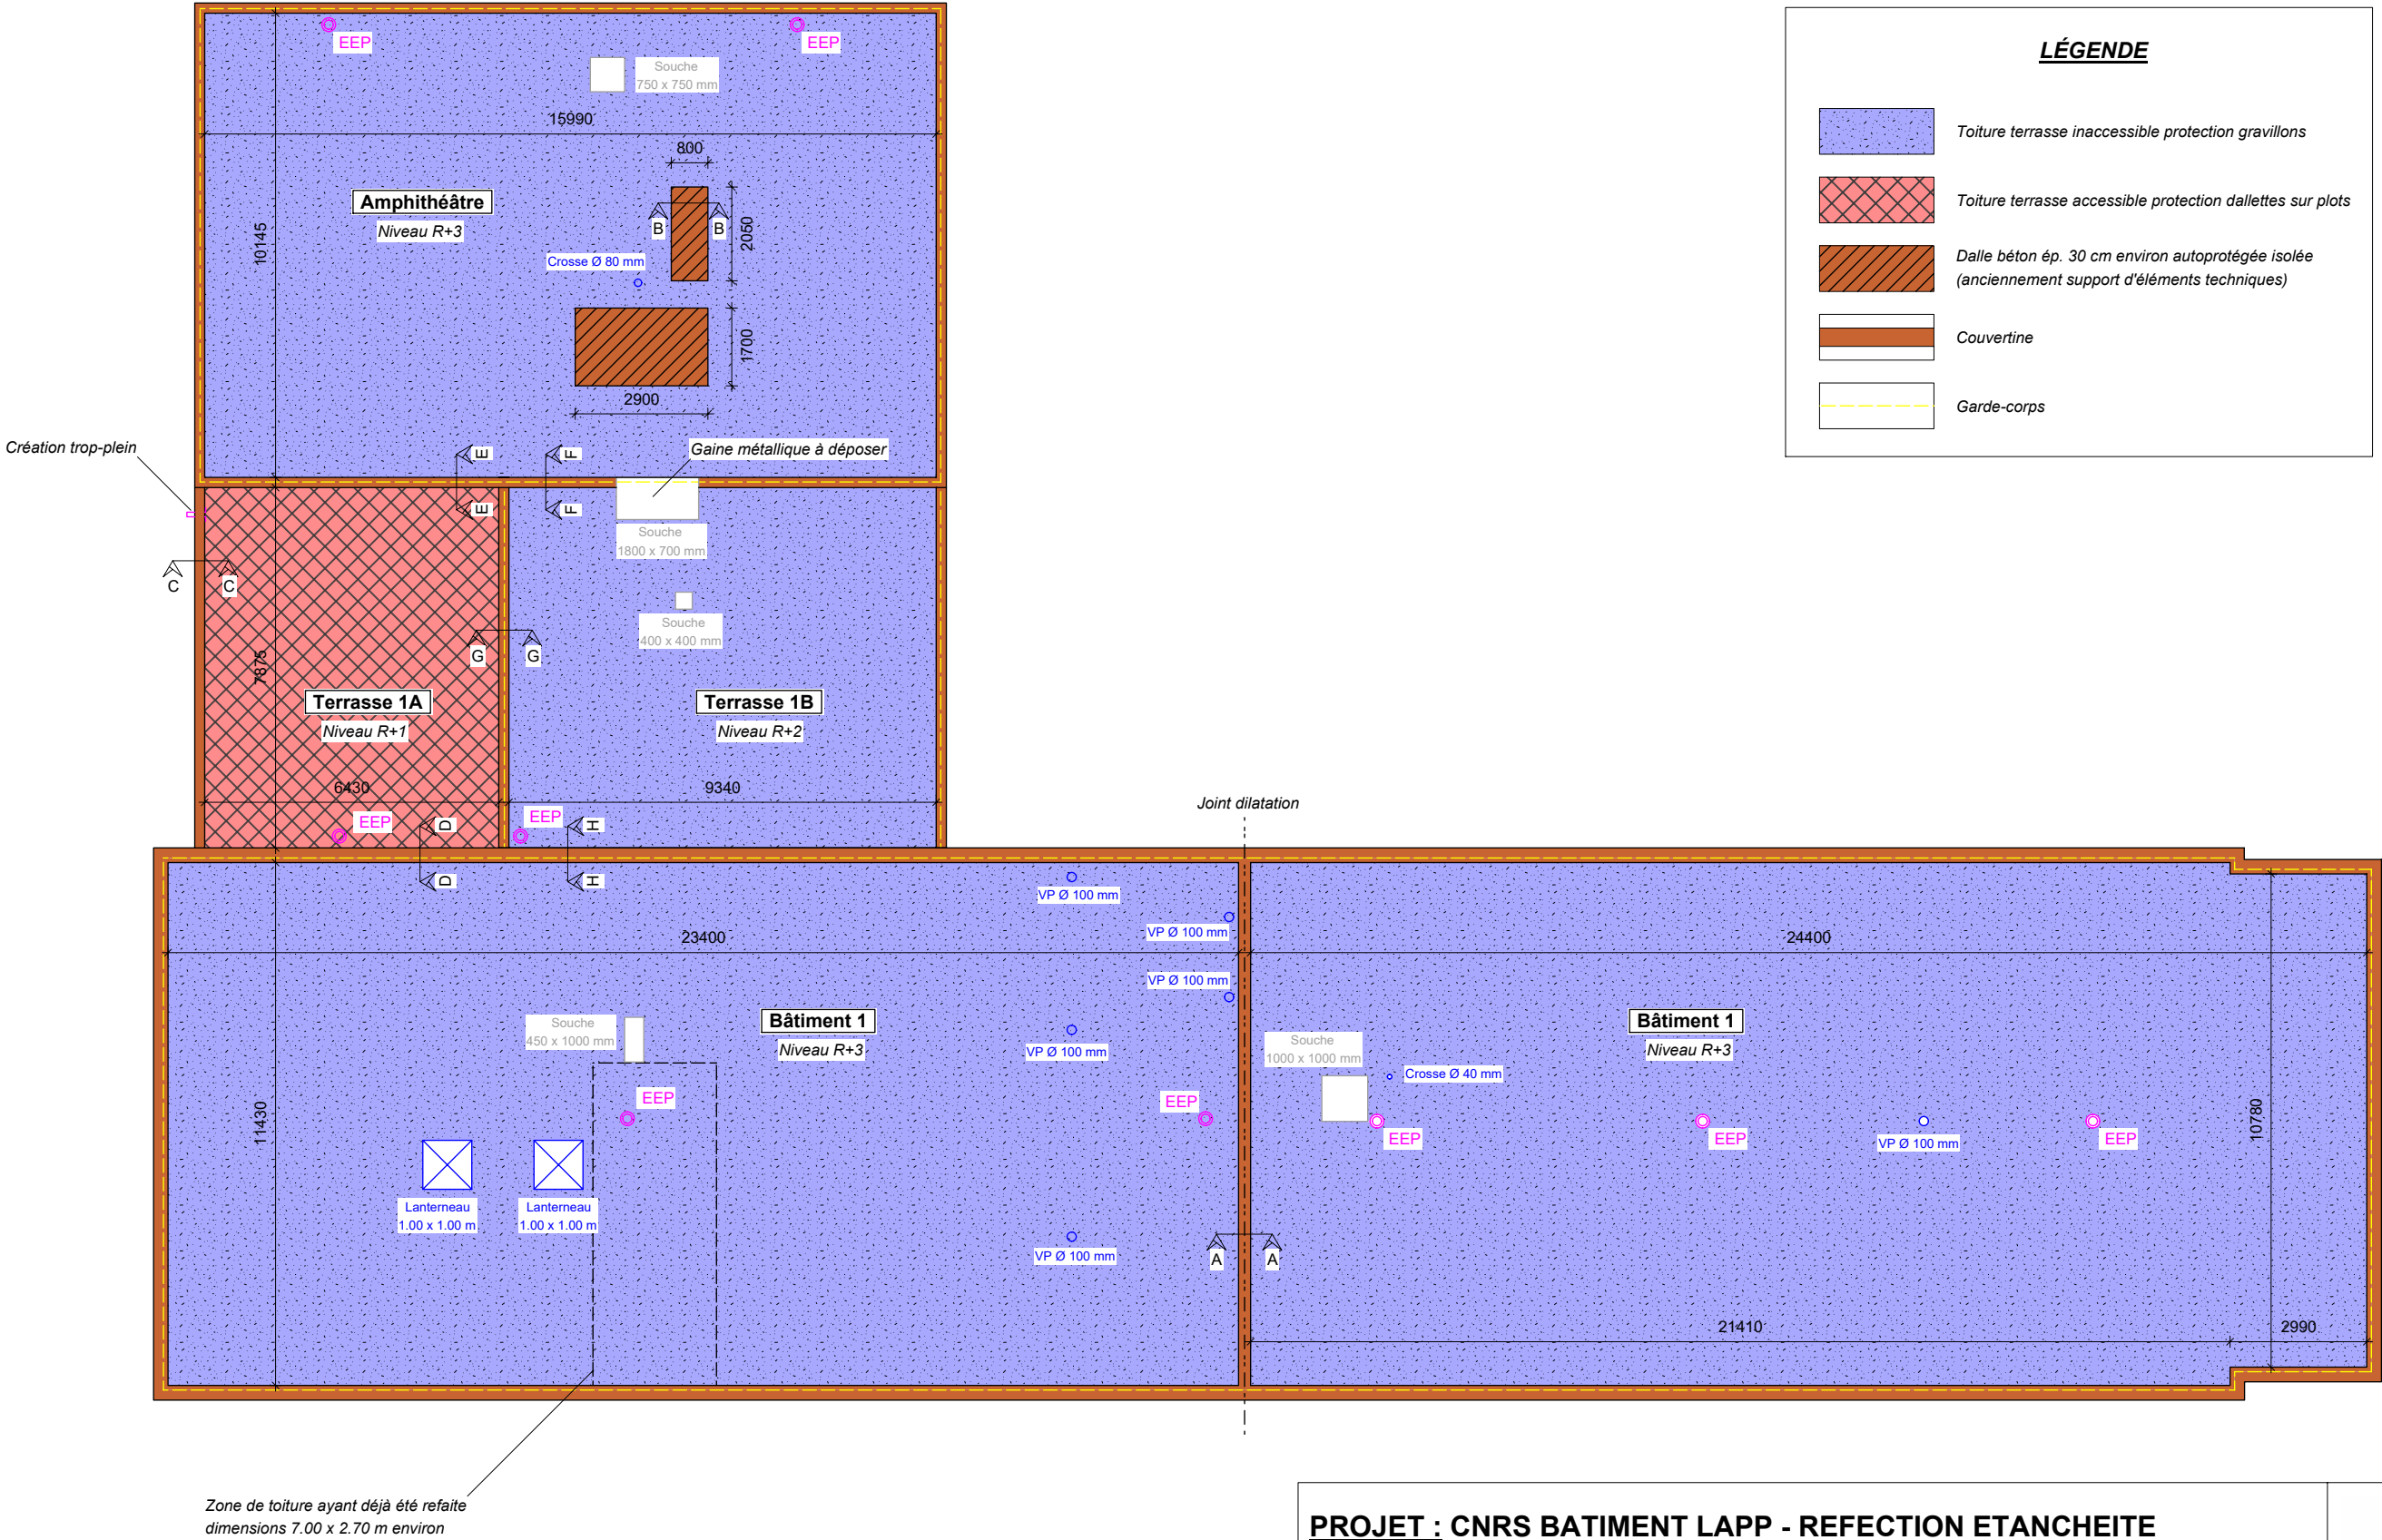 EEP
EEP
Souche
750 x 750 mm
15990
800
Amphithéâtre
Niveau R+3
10145
B
B
2050
Crosse Ø 80 mm
1700
2900
Création trop-plein
E
F
Gaine métallique à déposer
E
F
Souche
1800 x 700 mm
C
C
Souche
400 x 400 mm
G
G
7875
Terrasse 1A
Niveau R+1
Terrasse 1B
Niveau R+2
6430
9340
EEP
D
EEP
H
Joint dilatation
D
H
VP Ø 100 mm
VP Ø 100 mm
23400
24400
VP Ø 100 mm
Souche
450 x 1000 mm
Bâtiment 1
Niveau R+3
VP Ø 100 mm
Souche
1000 x 1000 mm
Bâtiment 1
Niveau R+3
Crosse Ø 40 mm
EEP
EEP
11430
EEP
EEP
VP Ø 100 mm
EEP
10780
Lanterneau
1.00 x 1.00 m
Lanterneau
1.00 x 1.00 m
VP Ø 100 mm
A
A
21410
2990
Zone de toiture ayant déjà été refaite
dimensions 7.00 x 2.70 m environ
LÉGENDE
Toiture terrasse inaccessible protection gravillons
Toiture terrasse accessible protection dallettes sur plots
Dalle béton ép. 30 cm environ autoprotégée isolée
(anciennement support d'éléments techniques)
Couvertine
Garde-corps
PROJET : CNRS BATIMENT LAPP - REFECTION ETANCHEITE